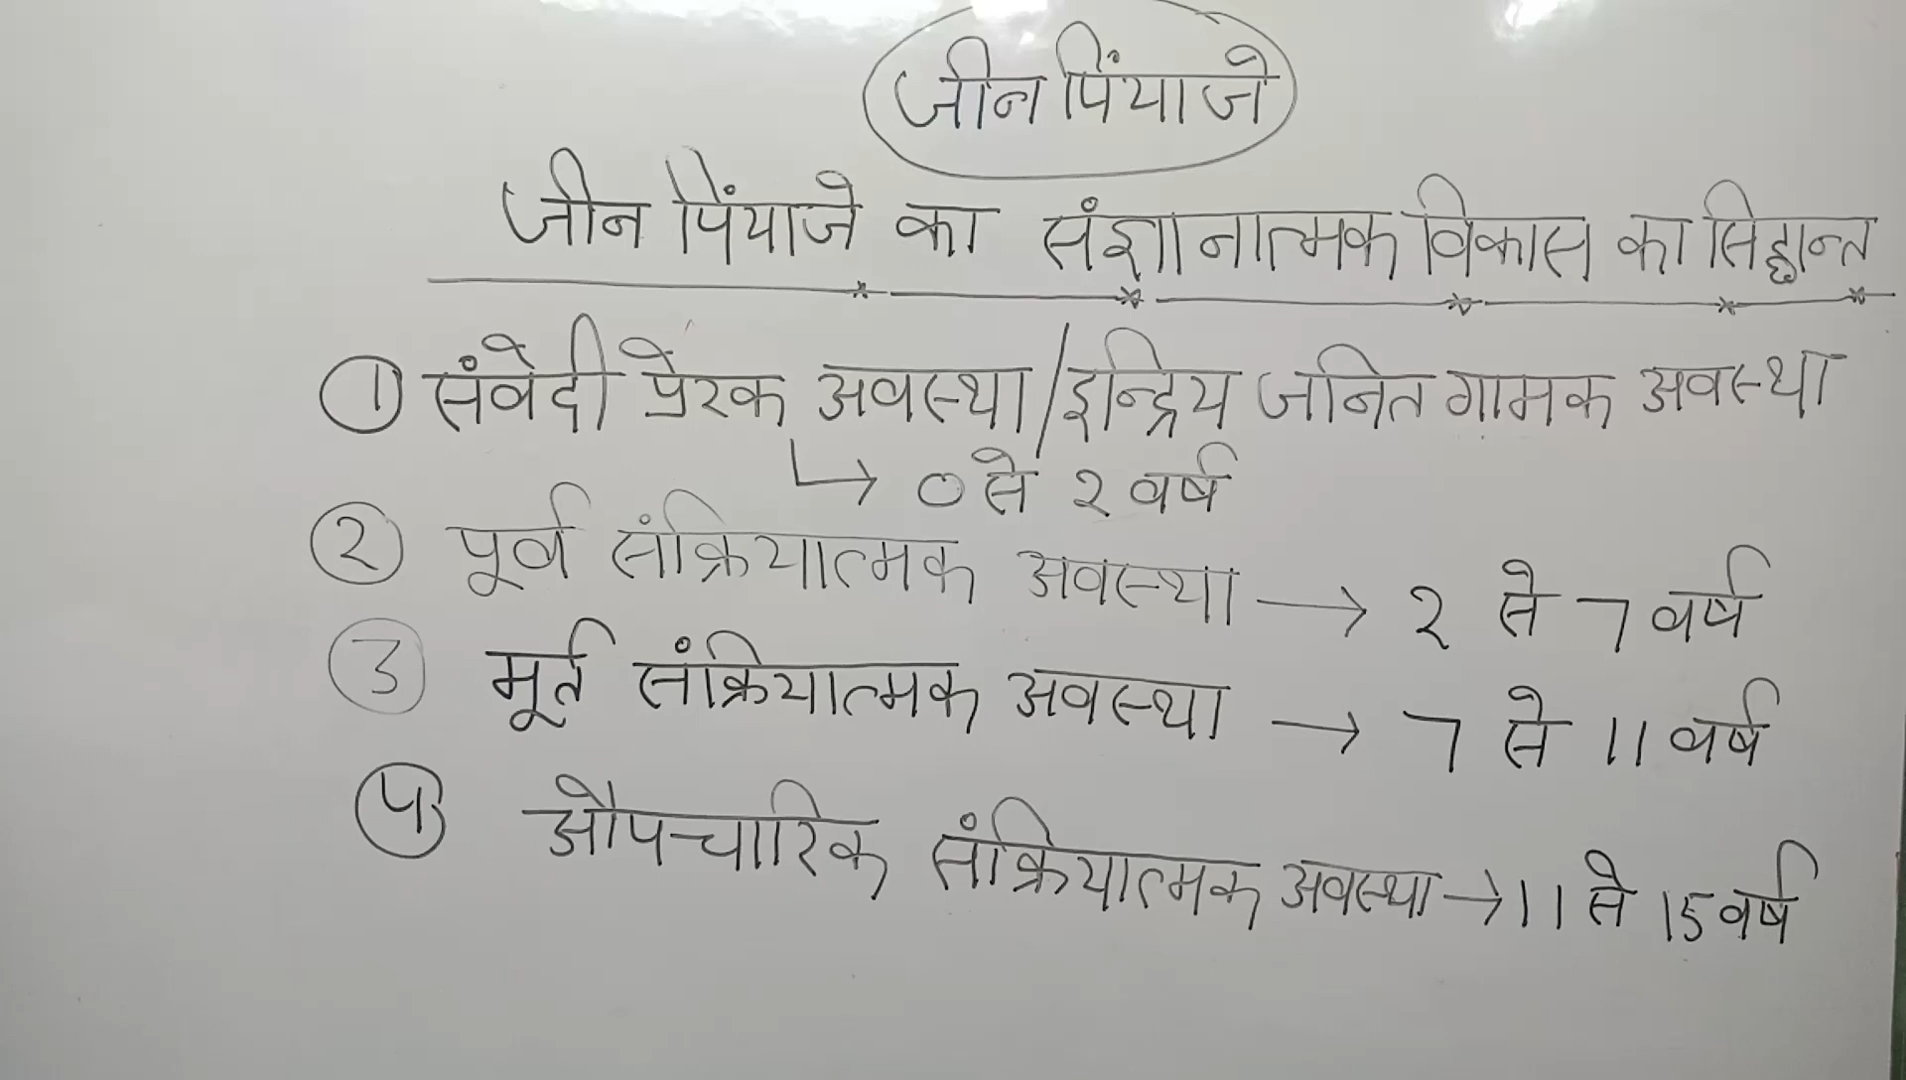 जीन पिंयाजे
जीन पिंयाजे का संज्ञानात्मक विकास का सिद्धान्त
① संवेदी प्रेरक अवस्था/इन्द्रिय जनित गामक अवस्था
↳ 0 से 2 वर्ष
② पूर्व संक्रियात्मक अवस्था → 2 से 7 वर्ष
③ मूर्त संक्रियात्मक अवस्था → 7 से 11 वर्ष
④ औपचारिक संक्रियात्मक अवस्था → 11 से 15 वर्ष